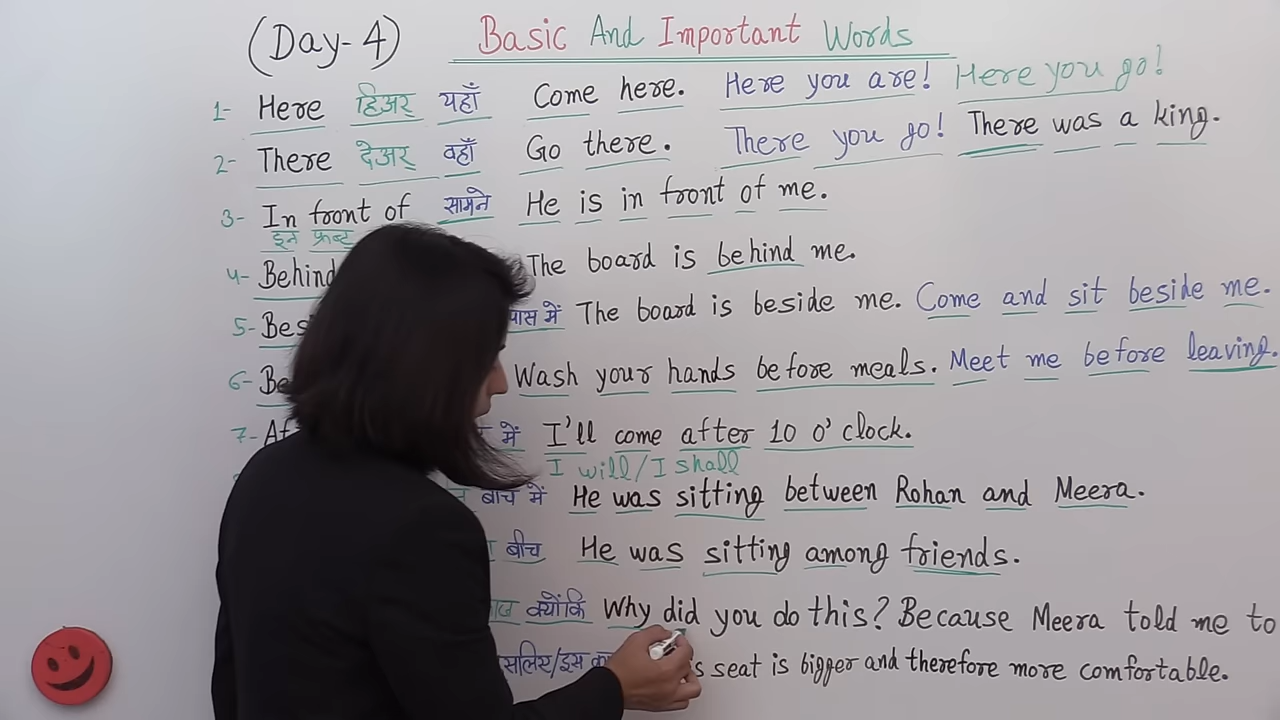 (Day-4) Basic And Important Words
1- Here हिअर् यहाँ Come here. Here you are! Here you go!
2- There देअर् वहाँ Go there. There you go! There was a king.
3- In front of सामने He is in front of me.
इन फ्रन्ट
4- Behind The board is behind me.
5- Bes पास में The board is beside me. Come and sit beside me.
6- Be Wash your hands before meals. Meet me before leaving.
7- Af में I'll come after 10 o'clock.
I will/I shall
बीच में He was sitting between Rohan and Meera.
बीच He was sitting among friends.
क्योंकि Why did you do this? Because Meera told me to
सलिए/इस का s seat is bigger and therefore more comfortable.